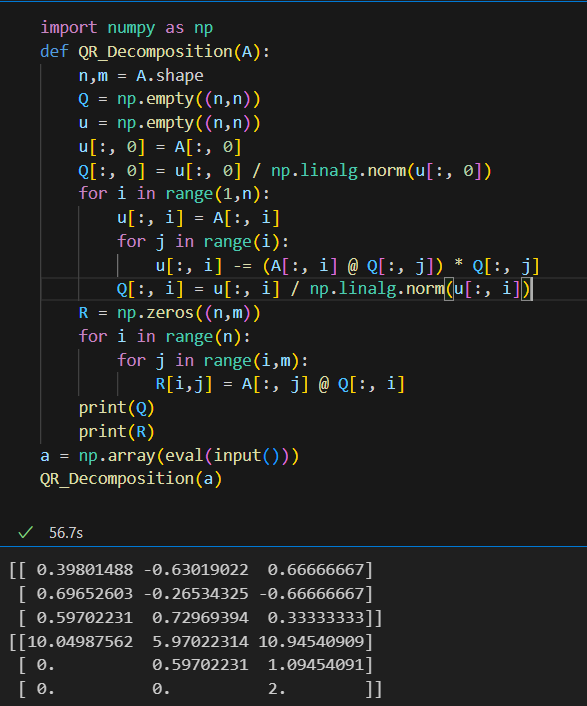 import numpy as np
def QR_Decomposition(A):
    n,m = A.shape
    Q = np.empty((n,n))
    u = np.empty((n,n))
    u[:, 0] = A[:, 0]
    Q[:, 0] = u[:, 0] / np.linalg.norm(u[:, 0])
    for i in range(1,n):
        u[:, i] = A[:, i]
        for j in range(i):
            u[:, i] -= (A[:, i] @ Q[:, j]) * Q[:, j]
        Q[:, i] = u[:, i] / np.linalg.norm(u[:, i])
    R = np.zeros((n,m))
    for i in range(n):
        for j in range(i,m):
            R[i,j] = A[:, j] @ Q[:, i]
    print(Q)
    print(R)
a = np.array(eval(input()))
QR_Decomposition(a)
56.7s
[[ 0.39801488 -0.63019022  0.66666667]
 [ 0.69652603 -0.26534325 -0.66666667]
 [ 0.59702231  0.72969394  0.33333333]]
[[10.04987562  5.97022314 10.94540909]
 [ 0.          0.59702231  1.09454091]
 [ 0.          0.          2.        ]]